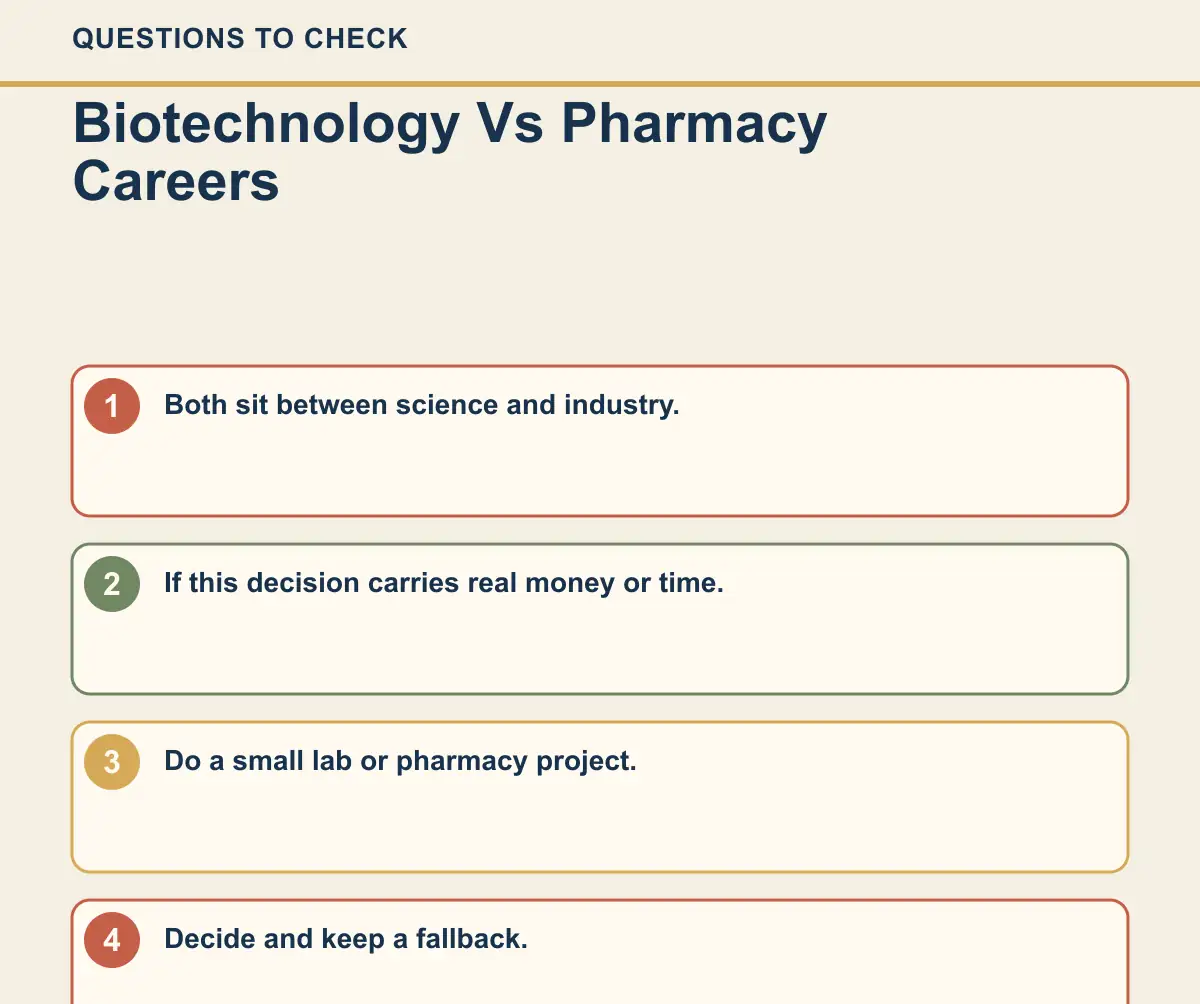 QUESTIONS TO CHECK
Biotechnology Vs Pharmacy
Careers
1
Both sit between science and industry.
2
If this decision carries real money or time.
3
Do a small lab or pharmacy project.
4
Decide and keep a fallback.